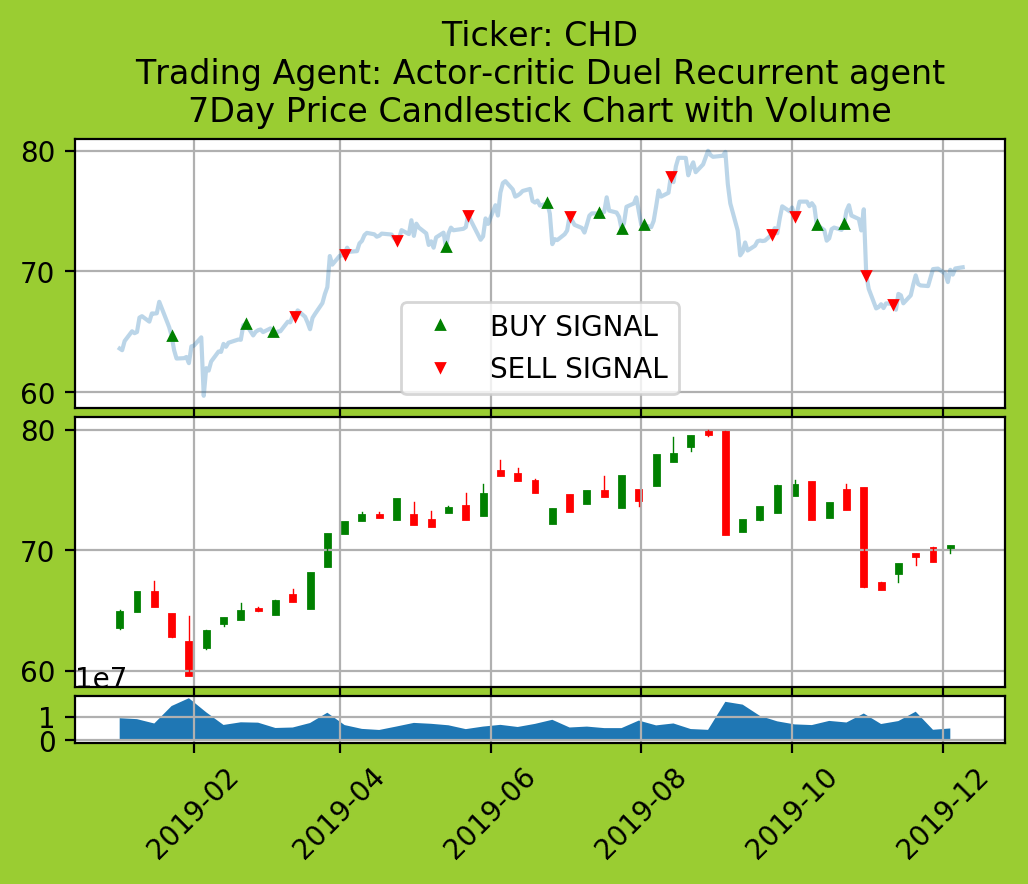 Ticker: CHD
Trading Agent: Actor-critic Duel Recurrent agent
7Day Price Candlestick Chart with Volume
80
70
60
BUY SIGNAL
SELL SIGNAL
80
70
60
1e7
1
0
2019-02
2019-04
2019-06
2019-08
2019-10
2019-12